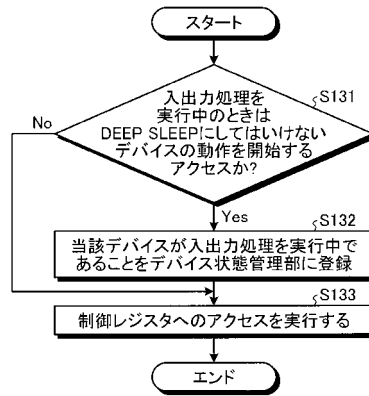 スタート
S131
入出力処理を
実行中のときは
DEEP SLEEPにしてはいけない
デバイスの動作を開始する
アクセスか?
No
Yes
S132
当該デバイスが入出力処理を実行中で
あることをデバイス状態管理部に登録
S133
制御レジスタへのアクセスを実行する
エンド